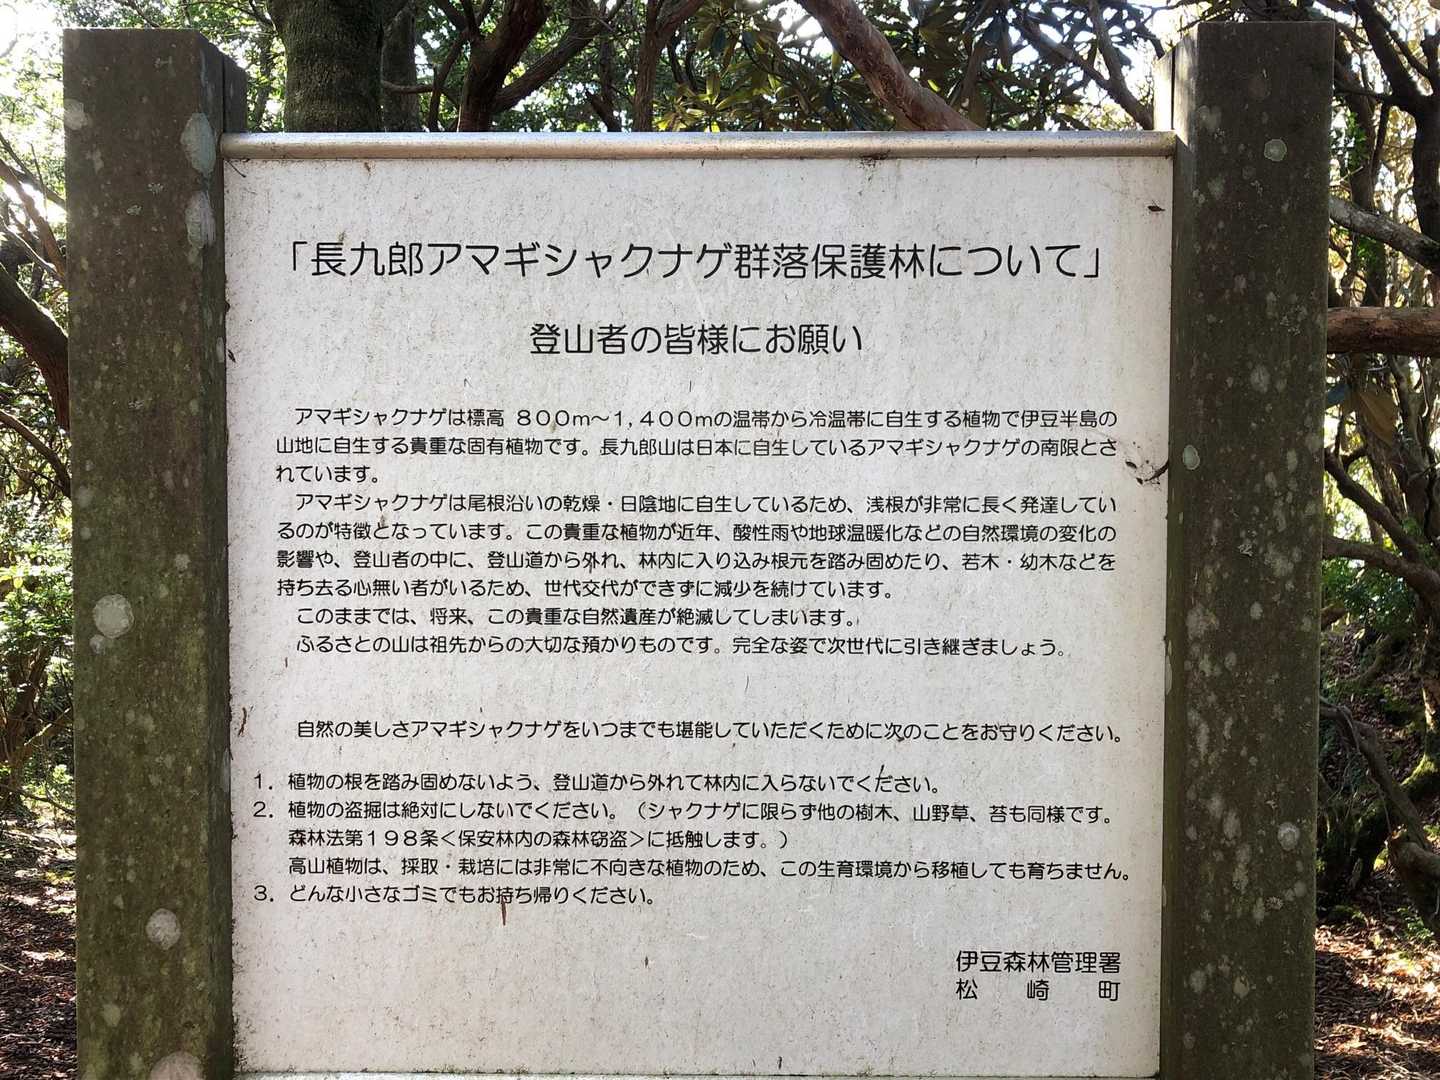 「長九郎アマギシャクナゲ群落保護林について」
登山者の皆様にお願い
アマギシャクナゲは標高 800m〜1,400mの温帯から冷温帯に自生する植物で伊豆半島の
山地に自生する貴重な固有植物です。長九郎山は日本に自生しているアマギシャクナゲの南限とさ
れています。
アマギシャクナゲは尾根沿いの乾燥・日陰地に自生しているため、浅根が非常に長く発達してい
るのが特徴となっています。この貴重な植物が近年、酸性雨や地球温暖化などの自然環境の変化の
影響や、登山者の中に、登山道から外れ、林内に入り込み根元を踏み固めたり、若木・幼木などを
持ち去る心無い者がいるため、世代交代ができずに減少を続けています。
このままでは、将来、この貴重な自然遺産が絶滅してしまいます。
ふるさとの山は祖先からの大切な預かりものです。完全な姿で次世代に引き継ぎましょう。
自然の美しさアマギシャクナゲをいつまでも堪能していただくために次のことをお守りください。
1. 植物の根を踏み固めないよう、登山道から外れて林内に入らないでください。
2. 植物の盗掘は絶対にしないでください。（シャクナゲに限らず他の樹木、山野草、苔も同様です。
森林法第198条＜保安林内の森林窃盗＞に抵触します。）
高山植物は、採取・栽培には非常に不向きな植物のため、この生育環境から移植しても育ちません。
3. どんな小さなゴミでもお持ち帰りください。
伊豆森林管理署
松崎町